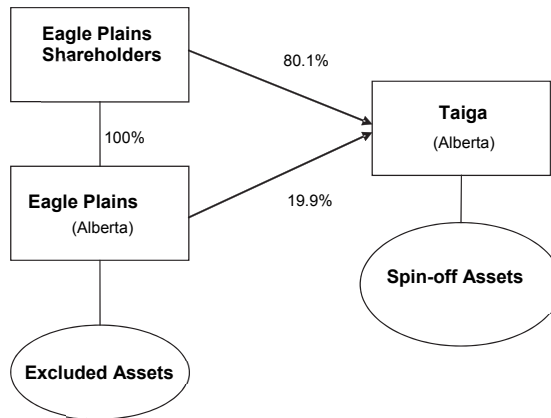 Eagle Plains
Shareholders
80.1%
Taiga
(Alberta)
100%
Eagle Plains
(Alberta)
19.9%
Spin-off Assets
Excluded Assets